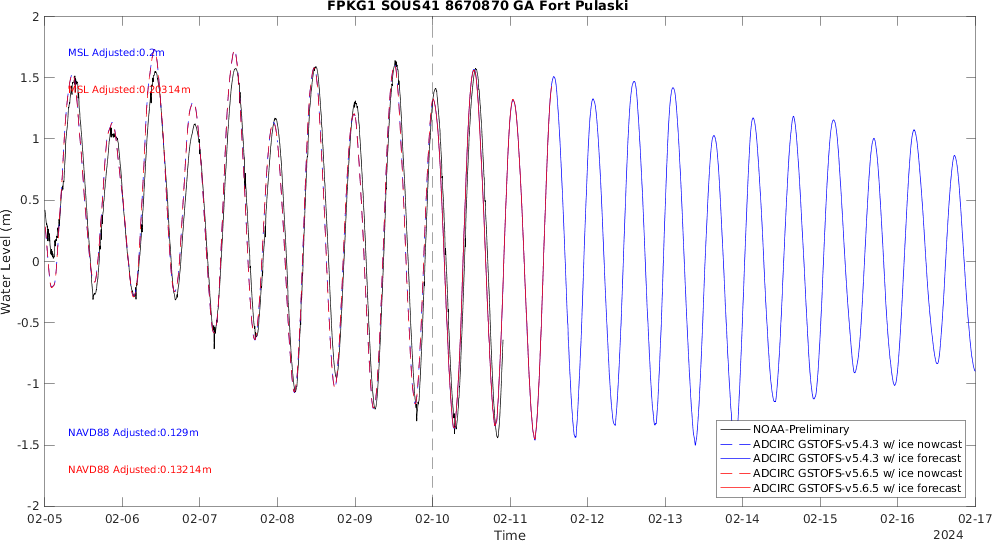 FPKG1 SOUS41 8670870 GA Fort Pulaski
2
1.5
1
0.5
0
-0.5
-1
-1.5
-2
Water Level (m)
MSL Adjusted:0.2m
MSL Adjusted:0.20314m
NAVD88 Adjusted:0.129m
NAVD88 Adjusted:0.13214m
NOAA-Preliminary
ADCIRC GSTOFS-v5.4.3 w/ ice nowcast
ADCIRC GSTOFS-v5.4.3 w/ ice forecast
ADCIRC GSTOFS-v5.6.5 w/ ice nowcast
ADCIRC GSTOFS-v5.6.5 w/ ice forecast
02-05 02-06 02-07 02-08 02-09 02-10 02-11 02-12 02-13 02-14 02-15 02-16 02-17
Time
2024